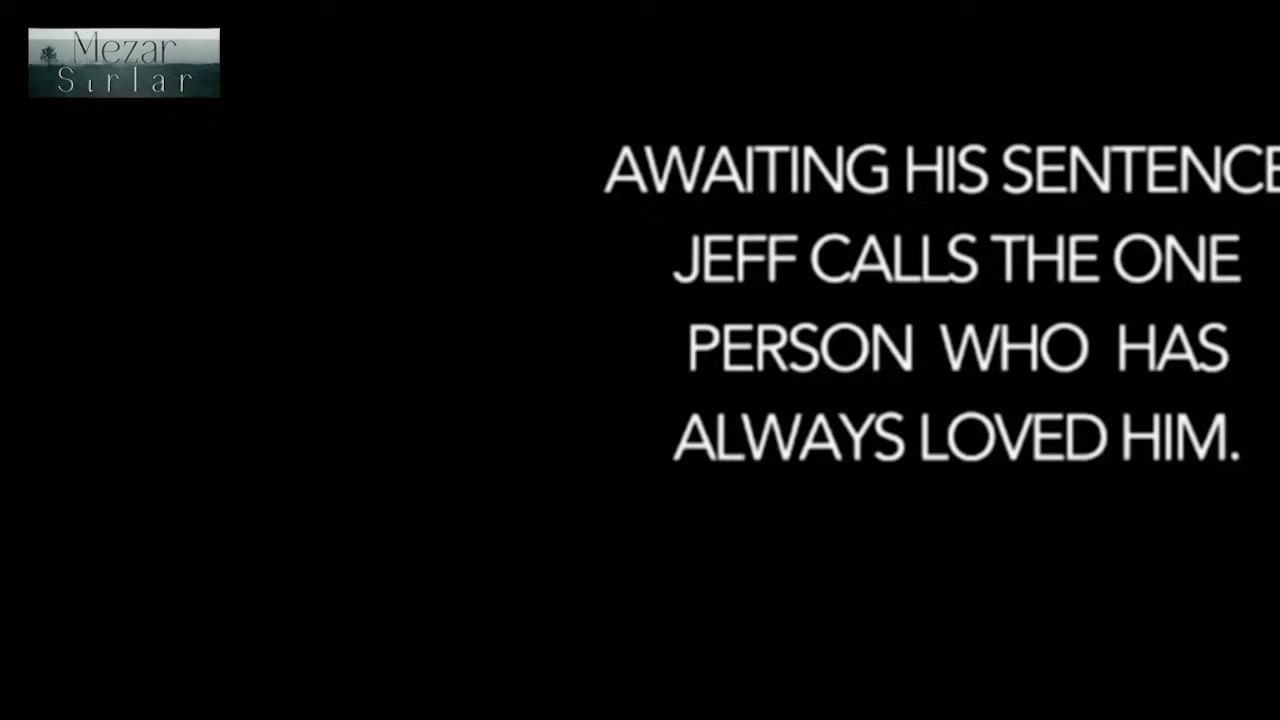 Mezar
Sırlar
AWAITING HIS SENTENCE
JEFF CALLS THE ONE
PERSON WHO HAS
ALWAYS LOVED HIM.